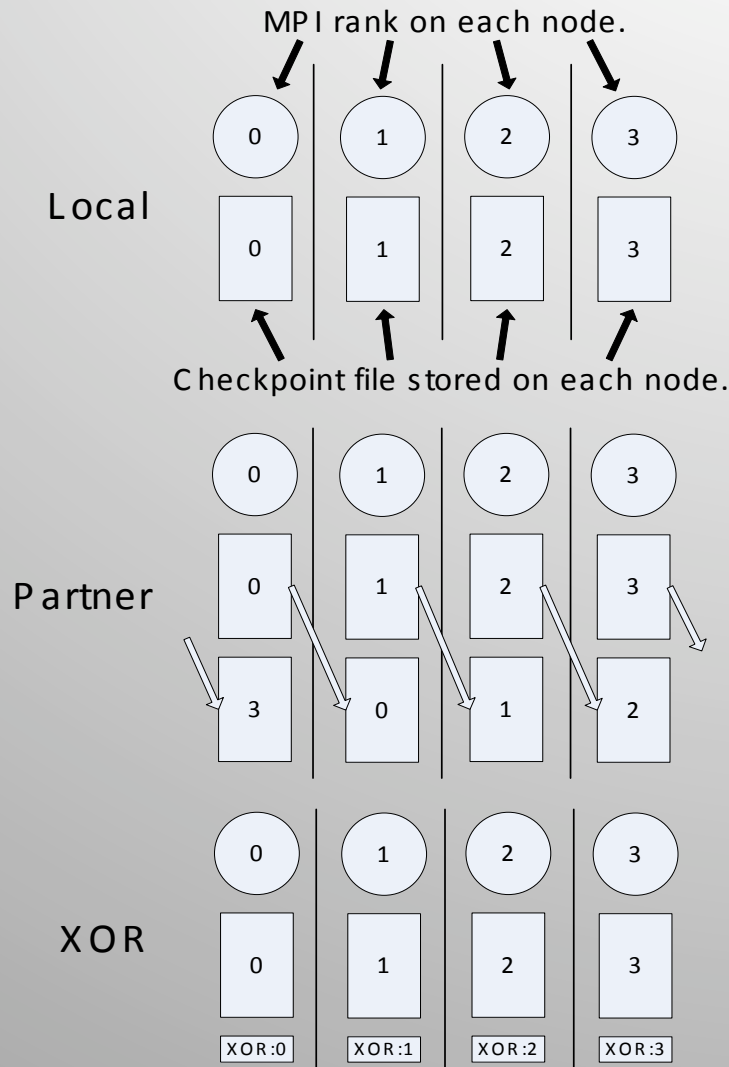 MPI rank on each node.
0 1 2 3
Local
0 1 2 3
Checkpoint file stored on each node.
0 1 2 3
0 1 2 3
Partner
3 0 1 2
0 1 2 3
XOR
0 1 2 3
XOR:0 XOR:1 XOR:2 XOR:3